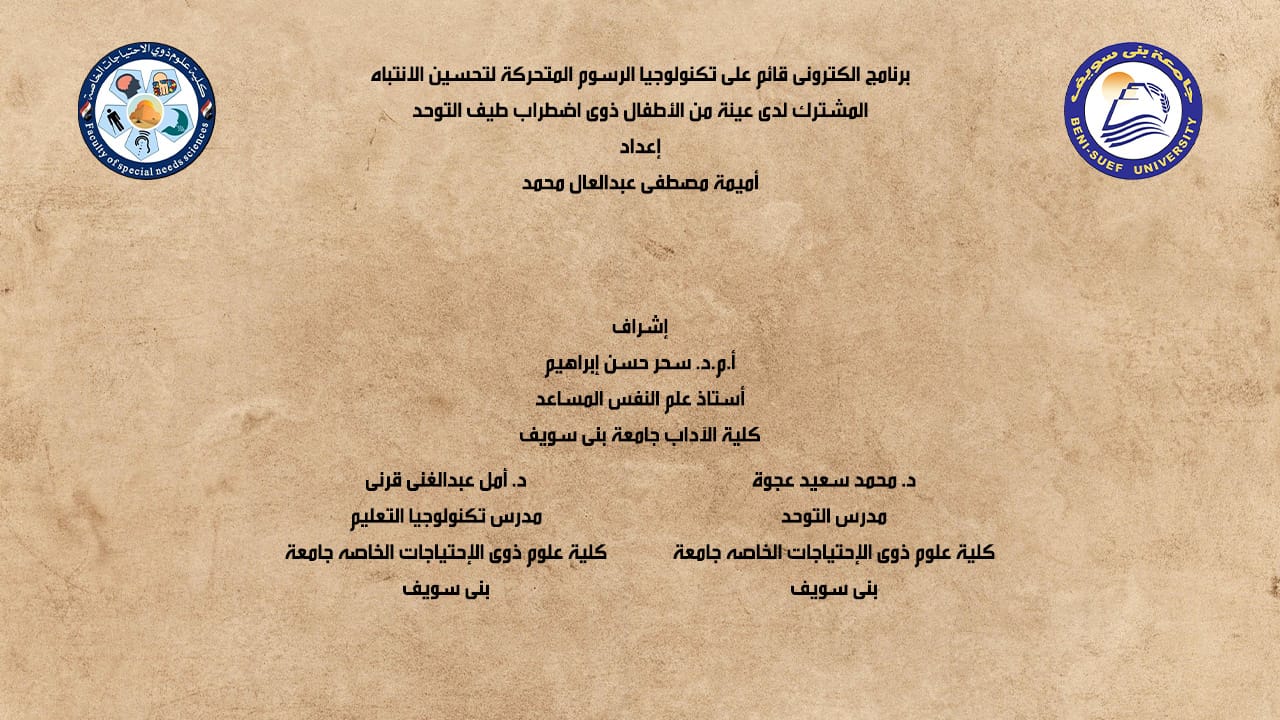 جامعة بنى سويف
BENI-SUEF UNIVERSITY
كلية علوم ذوي الاحتياجات الخاصة
Faculty of special needs sciences
برنامج الكترونى قائم على تكنولوجيا الرسوم المتحركة لتحسين الانتباه
المشترك لدى عينة من الأطفال ذوى اضطراب طيف التوحد
إعداد
أميمة مصطفى عبدالعال محمد
إشراف
أ.م.د. سحر حسن إبراهيم
أستاذ علم النفس المساعد
كلية الآداب جامعة بنى سويف
د. محمد سعيد عجوة
مدرس التوحد
كلية علوم ذوى الإحتياجات الخاصه جامعة
بنى سويف
د. أمل عبدالغنى قرنى
مدرس تكنولوجيا التعليم
كلية علوم ذوى الإحتياجات الخاصه جامعة
بنى سويف